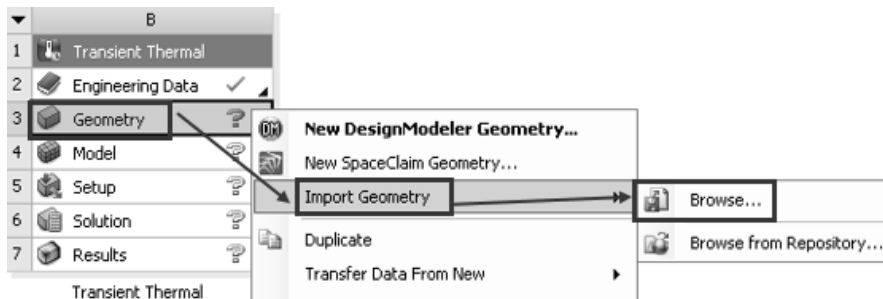 B
1 Transient Thermal
2 Engineering Data
3 Geometry ?
4 Model ?
5 Setup ?
6 Solution ?
7 Results ?
Transient Thermal
DM New DesignModeler Geometry...
New SpaceClaim Geometry...
Import Geometry
Duplicate
Transfer Data From New
Browse...
Browse from Repository...